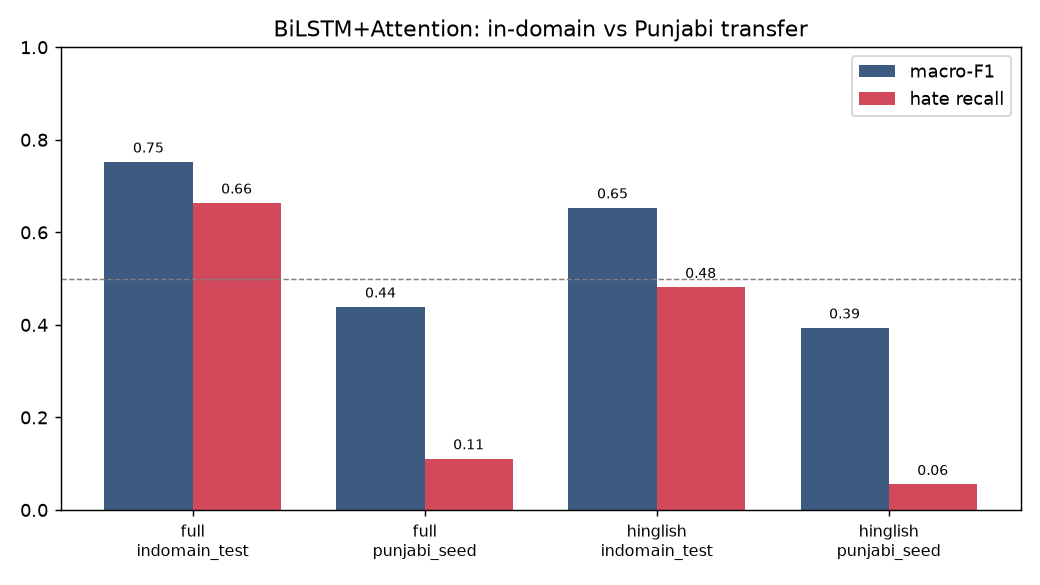 BiLSTM+Attention: in-domain vs Punjabi transfer
1.0
0.8
0.6
0.4
0.2
0.0
macro-F1
hate recall
0.75
0.66
0.44
0.11
0.65
0.48
0.39
0.06
full
indomain_test
full
punjabi_seed
hinglish
indomain_test
hinglish
punjabi_seed